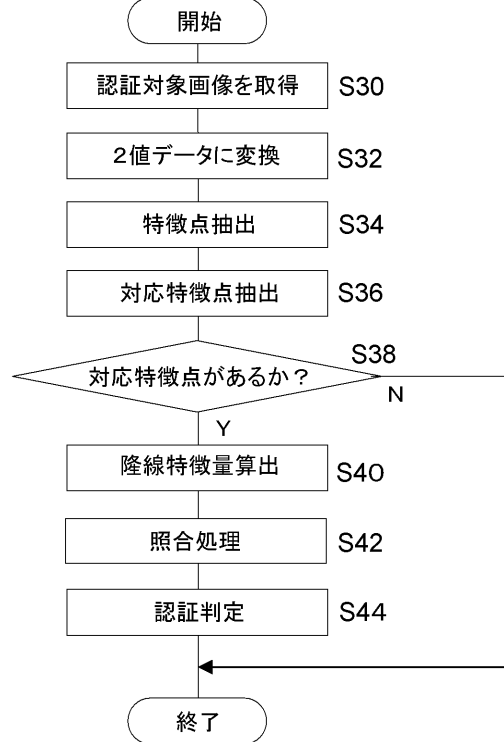 開始
認証対象画像を取得 S30
２値データに変換 S32
特徴点抽出 S34
対応特徴点抽出 S36
S38
対応特徴点があるか？
N
Y
隆線特徴量算出 S40
照合処理 S42
認証判定 S44
終了